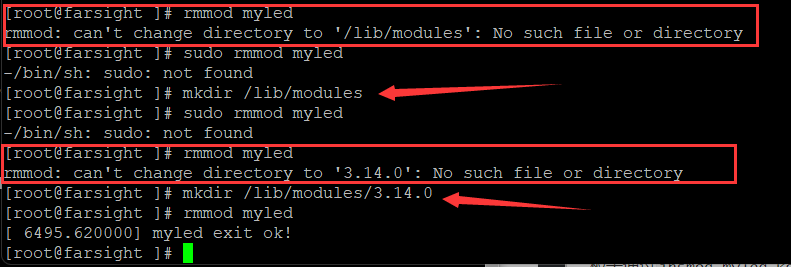 [root@farsight ]# rmmod myled
rmmod: can't change directory to '/lib/modules': No such file or directory
[root@farsight ]# sudo rmmod myled
-/bin/sh: sudo: not found
[root@farsight ]# mkdir /lib/modules
[root@farsight ]# sudo rmmod myled
-/bin/sh: sudo: not found
[root@farsight ]# rmmod myled
rmmod: can't change directory to '3.14.0': No such file or directory
[root@farsight ]# mkdir /lib/modules/3.14.0
[root@farsight ]# rmmod myled
[ 6495.620000] myled exit ok!
[root@farsight ]#